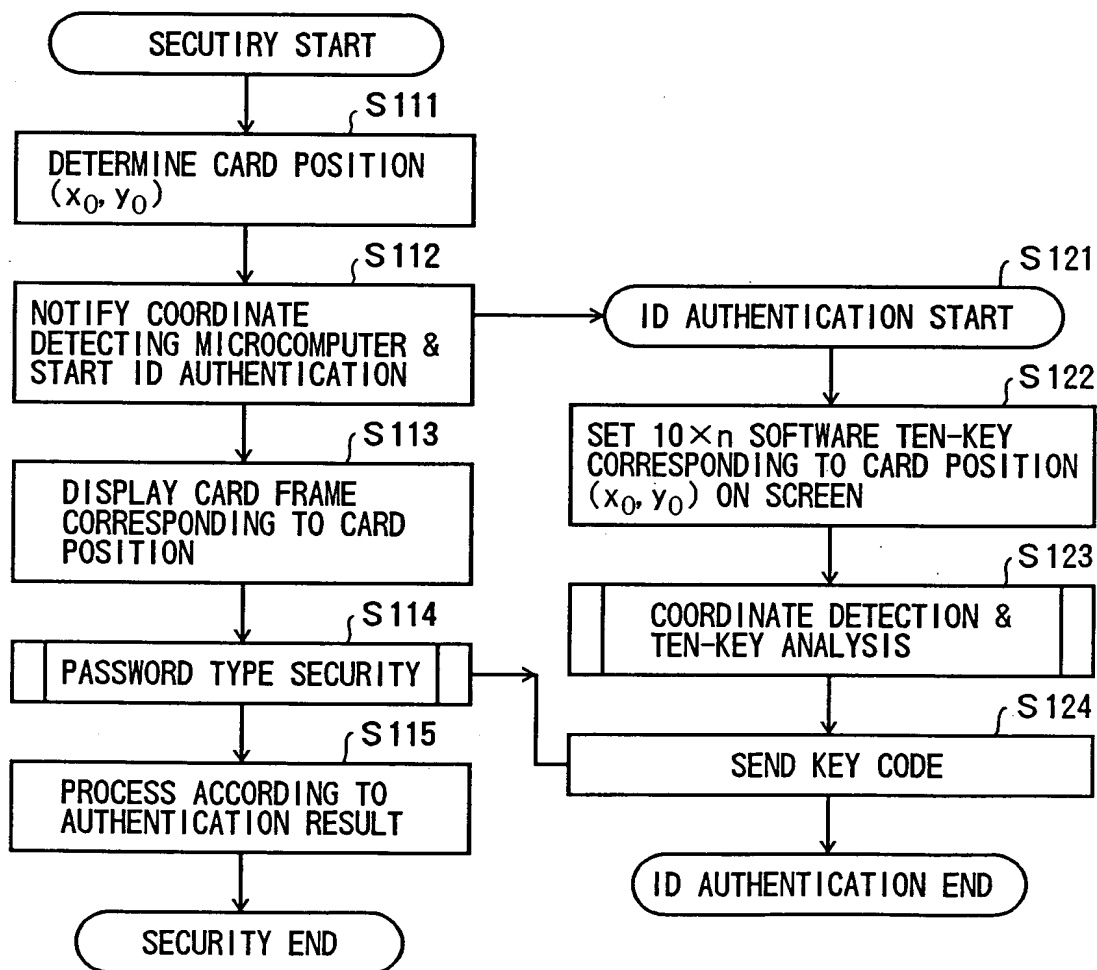 SECUTIRY START
S111
DETERMINE CARD POSITION
(x₀, y₀)
S112
NOTIFY COORDINATE
DETECTING MICROCOMPUTER &
START ID AUTHENTICATION
S113
DISPLAY CARD FRAME
CORRESPONDING TO CARD
POSITION
S114
PASSWORD TYPE SECURITY
S115
PROCESS ACCORDING TO
AUTHENTICATION RESULT
SECURITY END
S121
ID AUTHENTICATION START
S122
SET 10×n SOFTWARE TEN-KEY
CORRESPONDING TO CARD POSITION
(x₀, y₀) ON SCREEN
S123
COORDINATE DETECTION &
TEN-KEY ANALYSIS
S124
SEND KEY CODE
ID AUTHENTICATION END